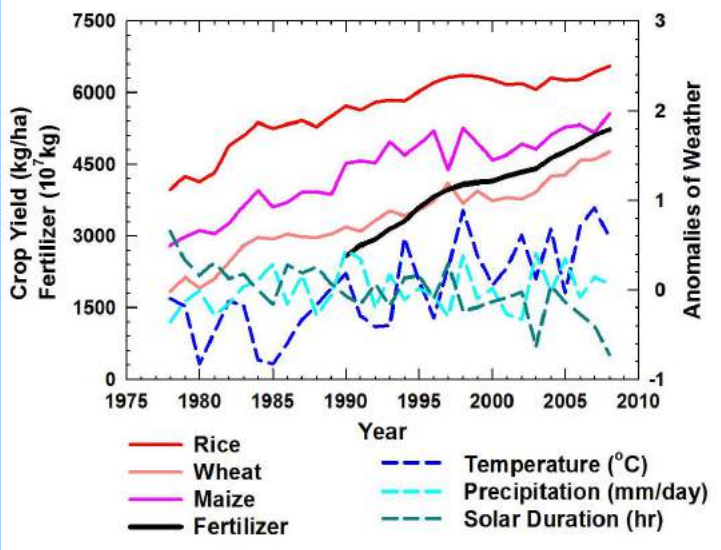 7500
6000
4500
3000
1500
0
Crop Yield (kg/ha)
Fertilizer (10⁷kg)
3
2
1
0
-1
Anomalies of Weather
1975 1980 1985 1990 1995 2000 2005 2010
Year
Rice
Wheat
Maize
Fertilizer
Temperature (°C)
Precipitation (mm/day)
Solar Duration (hr)